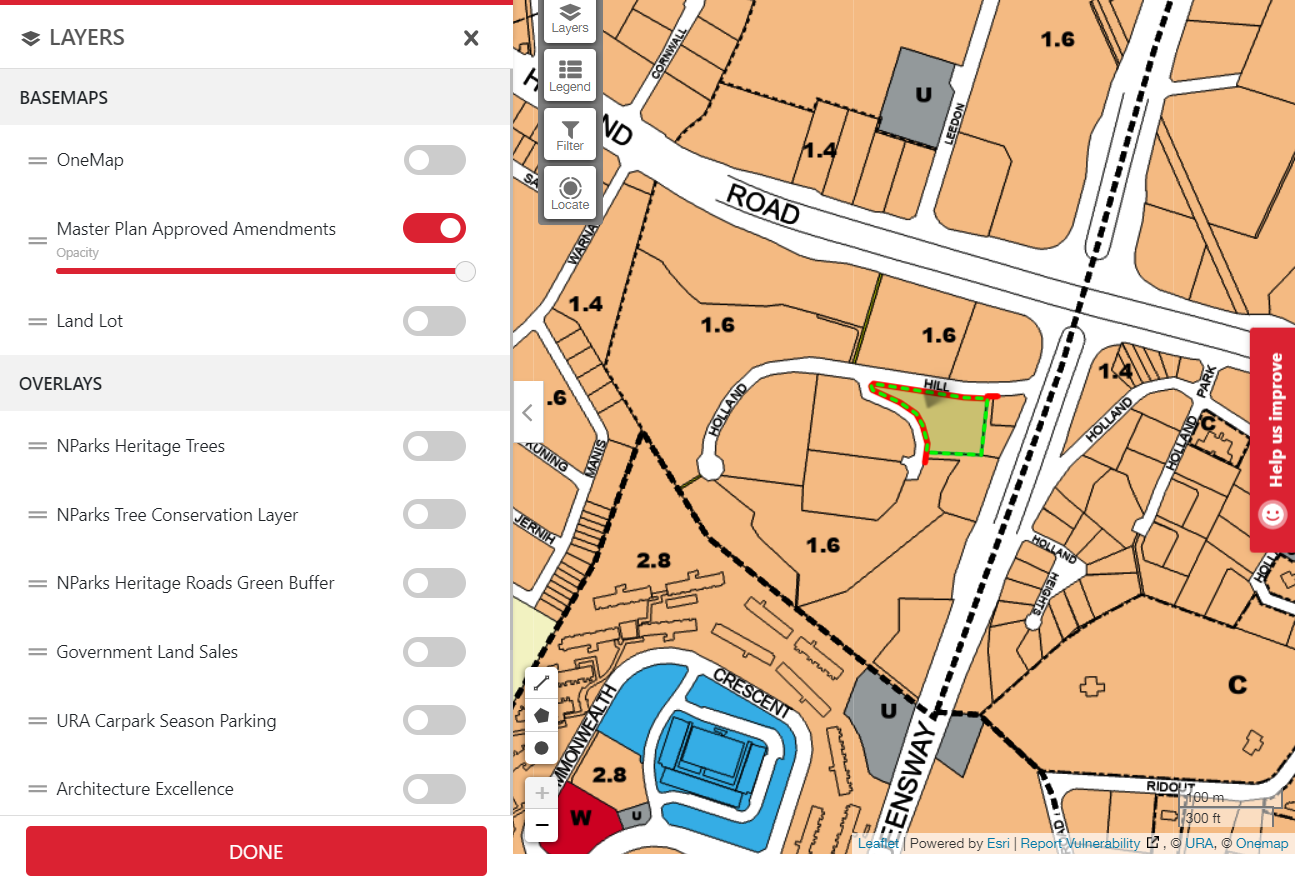 LAYERS
BASEMAPS
OneMap
Master Plan Approved Amendments
Opacity
Land Lot
OVERLAYS
NParks Heritage Trees
NParks Tree Conservation Layer
NParks Heritage Roads Green Buffer
Government Land Sales
URA Carpark Season Parking
Architecture Excellence
DONE
Layers
Legend
Filter
Locate
CORNWALL
1.6
U
LEEDON
ND
1.4
ROAD
WARNA
1.4
1.6
1.6
HILL
1.4
PARK
HOLLAND
HOLLAND
HOLLAND
C
.6
MANIS
JERNIH
1.6
2.8
HOLLAND
HEIGHTS
HOLL
CRESCENT
C
U
MMONWEALTH
2.8
W
U
EENSWAY
RIDOUT
100 m
300 ft
Help us improve
Leaflet | Powered by Esri | Report Vulnerability , © URA, © Onemap